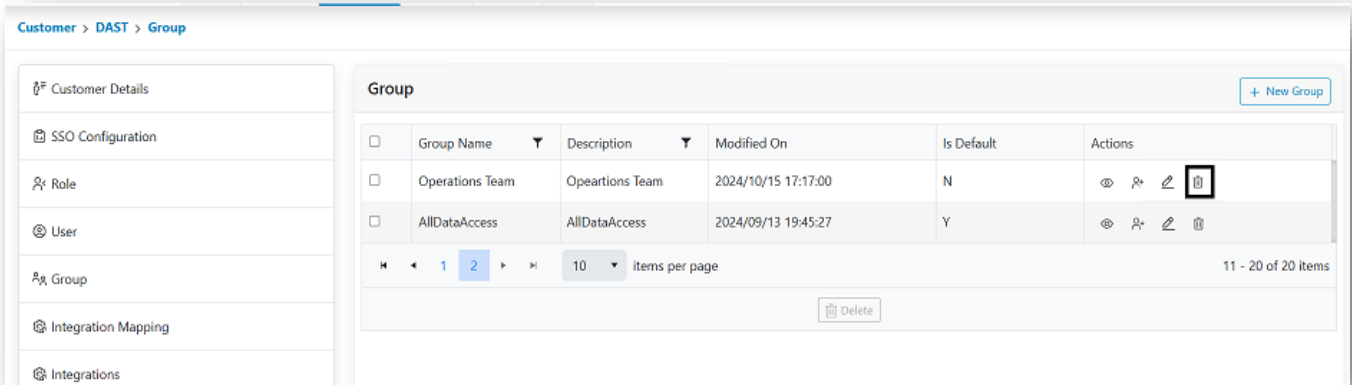 Customer > DAST > Group
Customer Details
SSO Configuration
Role
User
Group
Integration Mapping
Integrations
Group
+ New Group
Group Name Description Modified On Is Default Actions
Operations Team Opeartions Team 2024/10/15 17:17:00 N
AllDataAccess AllDataAccess 2024/09/13 19:45:27 Y
1 2 10 items per page 11 - 20 of 20 items
Delete